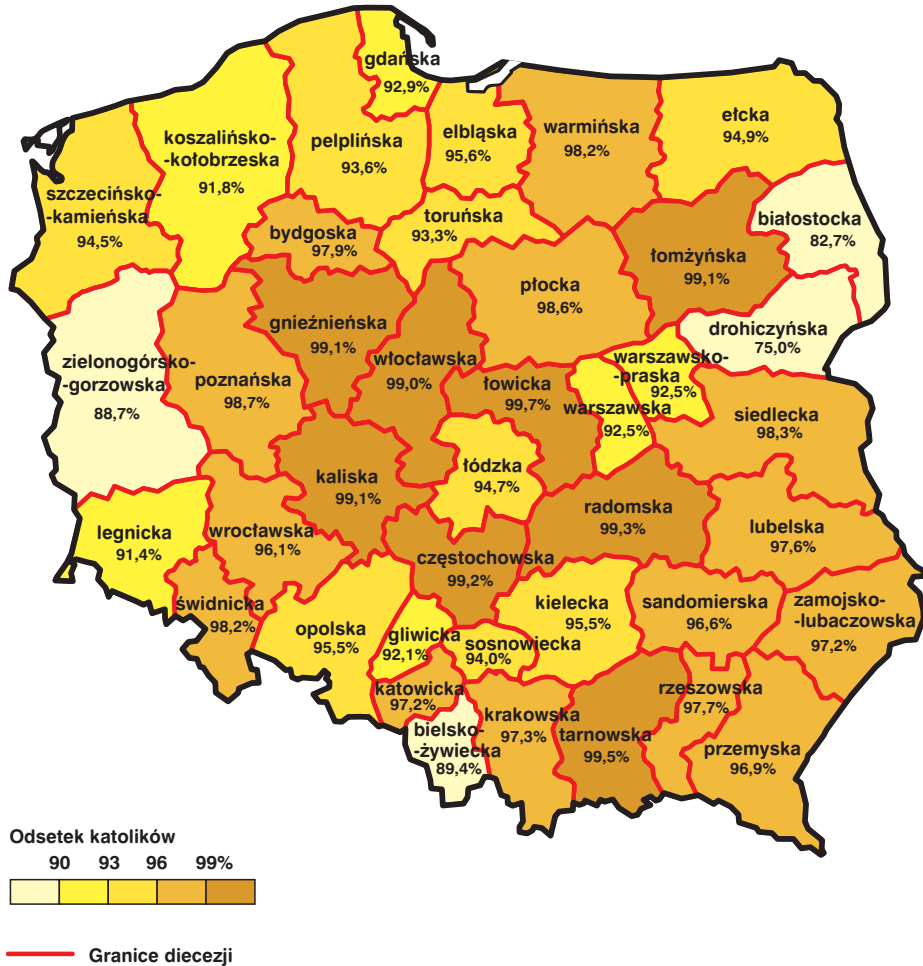 gdańska
92,9%
koszalińsko-
-kołobrzeska
91,8%
pelplińska
93,6%
elbląska
95,6%
warmińska
98,2%
ełcka
94,9%
szczecińsko-
-kamieńska
94,5%
bydgoska
97,9%
toruńska
93,3%
białostocka
82,7%
łomżyńska
99,1%
płocka
98,6%
gnieźnieńska
99,1%
drohiczyńska
75,0%
zielonogórsko-
-gorzowska
88,7%
poznańska
98,7%
włocławska
99,0%
łowicka
99,7%
warszawsko-
-praska
92,5%
warszawska
92,5%
siedlecka
98,3%
kaliska
99,1%
łódzka
94,7%
radomska
99,3%
lubelska
97,6%
legnicka
91,4%
wrocławska
96,1%
częstochowska
99,2%
świdnicka
98,2%
opolska
95,5%
gliwicka
92,1%
sosnowiecka
94,0%
kielecka
95,5%
sandomierska
96,6%
zamojsko-
-lubaczowska
97,2%
katowicka
97,2%
bielsko-
-żywiecka
89,4%
krakowska
97,3%
tarnowska
99,5%
rzeszowska
97,7%
przemyska
96,9%
Odsetek katolików
90 93 96 99%
Granice diecezji